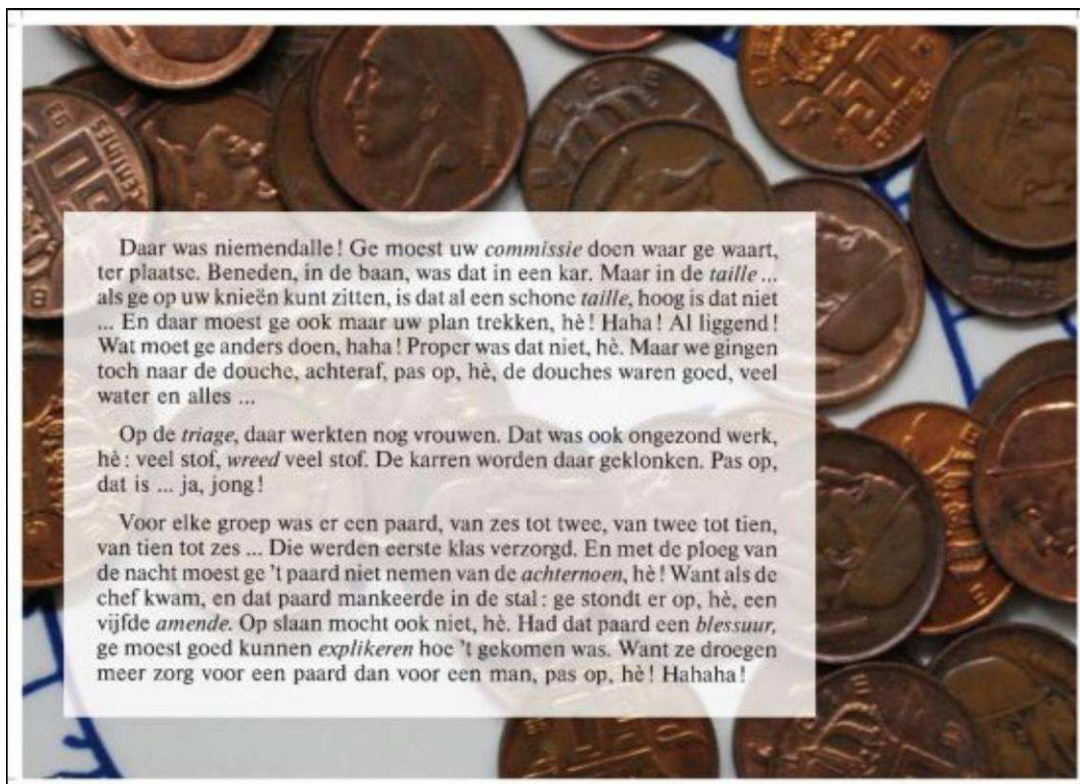 50
CENTIMES
BELG
50
CENTIMES
Daar was niemendalle! Ge moest uw commissie doen waar ge waart,
ter plaatse. Beneden, in de baan, was dat in een kar. Maar in de taille ...
als ge op uw knieën kunt zitten, is dat al een schone taille, hoog is dat niet
... En daar moest ge ook maar uw plan trekken, hè! Haha! Al liggend!
Wat moet ge anders doen, haha! Proper was dat niet, hè. Maar we gingen
toch naar de douche, achteraf, pas op, hè, de douches waren goed, veel
water en alles ...
Op de triage, daar werkten nog vrouwen. Dat was ook ongezond werk,
hè: veel stof, wreed veel stof. De karren worden daar geklonken. Pas op,
dat is ... ja, jong!
Voor elke groep was er een paard, van zes tot twee, van twee tot tien,
van tien tot zes ... Die werden eerste klas verzorgd. En met de ploeg van
de nacht moest ge 't paard niet nemen van de achternoen, hè! Want als de
chef kwam, en dat paard mankeerde in de stal: ge stondt er op, hè, een
vijfde amende. Op slaan mocht ook niet, hè. Had dat paard een blessuur,
ge moest goed kunnen explikeren hoe 't gekomen was. Want ze droegen
meer zorg voor een paard dan voor een man, pas op, hè! Hahaha!